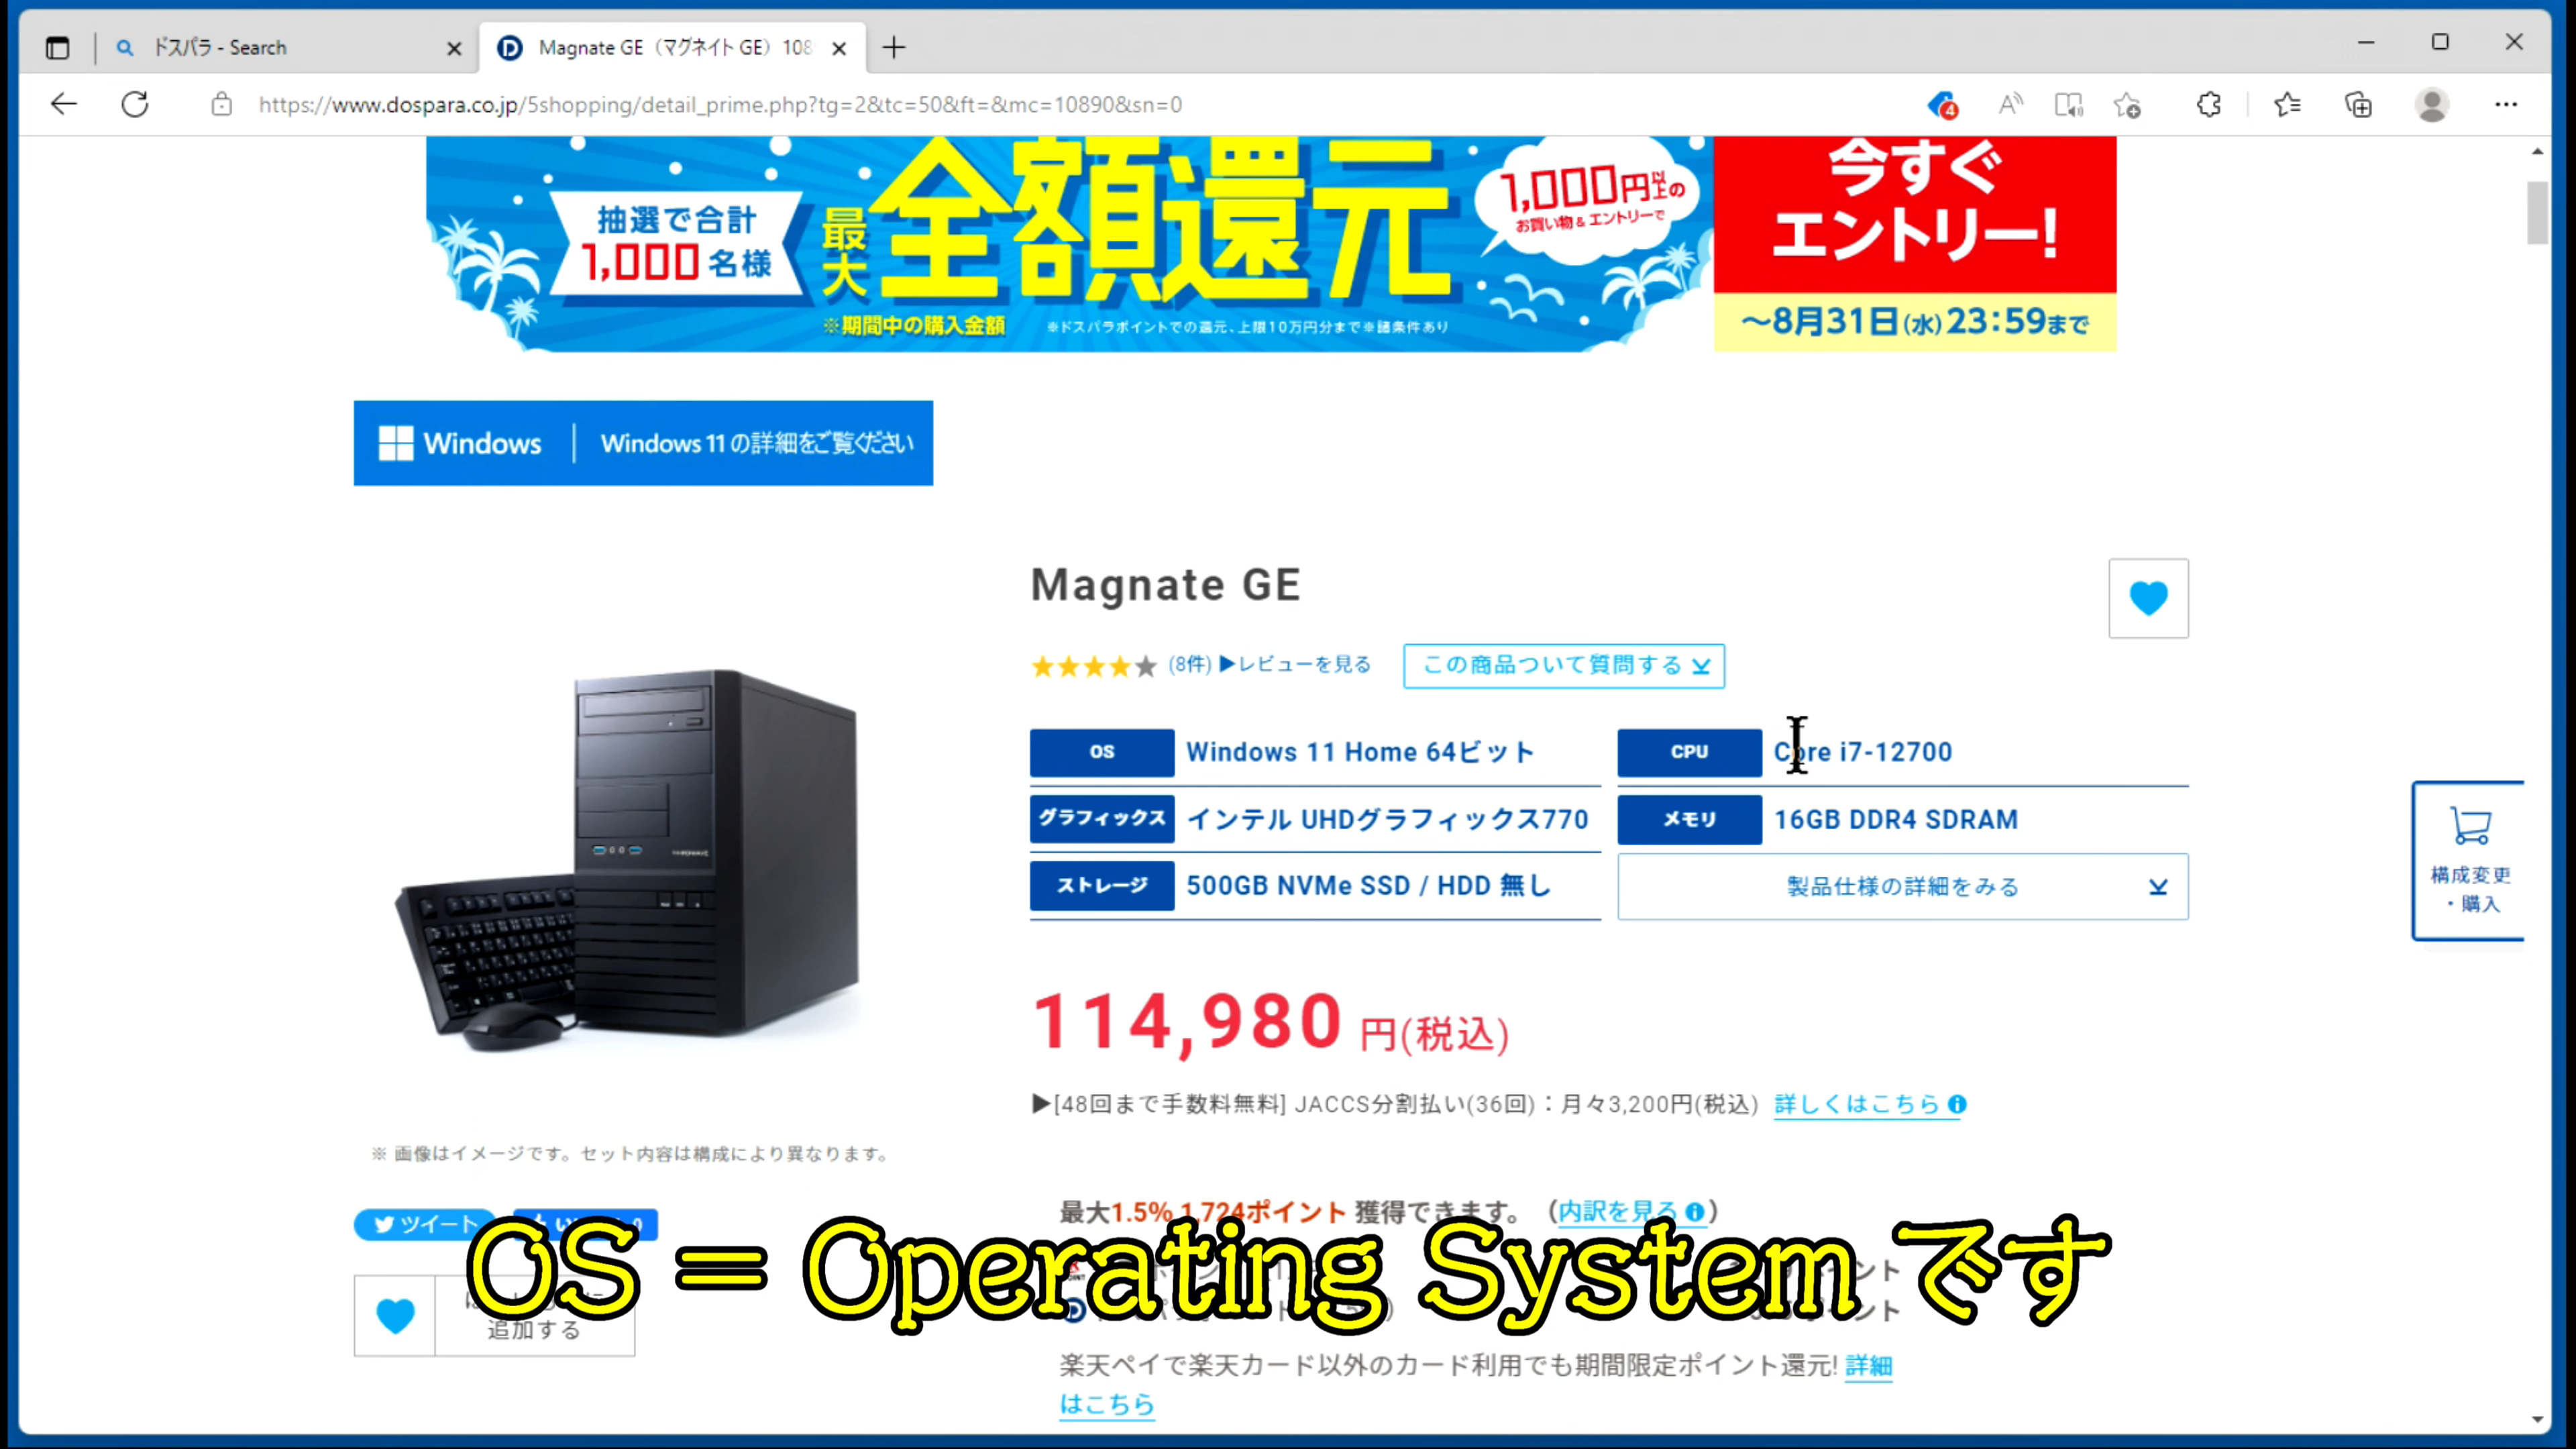 ドスパラ - Search
Magnate GE（マグネイト GE）108
https://www.dospara.co.jp/5shopping/detail_prime.php?tg=2&tc=50&ft=&mc=10890&sn=0
4
抽選で合計
1,000名様
最大
全額還元
※期間中の購入金額
※ドスパラポイントでの還元、上限10万円分まで※諸条件あり
1,000円以上の
お買い物&エントリーで
今すぐ
エントリー!
～8月31日(水)23:59まで
Windows
Windows 11 の詳細をご覧ください
Magnate GE
(8件) ▶レビューを見る
この商品ついて質問する
OS Windows 11 Home 64ビット
CPU Core i7-12700
グラフィックス インテル UHDグラフィックス770
メモリ 16GB DDR4 SDRAM
ストレージ 500GB NVMe SSD / HDD 無し
製品仕様の詳細をみる
構成変更
・購入
114,980 円(税込)
▶[48回まで手数料無料] JACCS分割払い(36回)：月々3,200円(税込) 詳しくはこちら
※ 画像はイメージです。セット内容は構成により異なります。
最大1.5% 1,724ポイント 獲得できます。（内訳を見る）
ツイート
OS = Operating System です
追加する
楽天ペイで楽天カード以外のカード利用でも期間限定ポイント還元! 詳細
はこちら